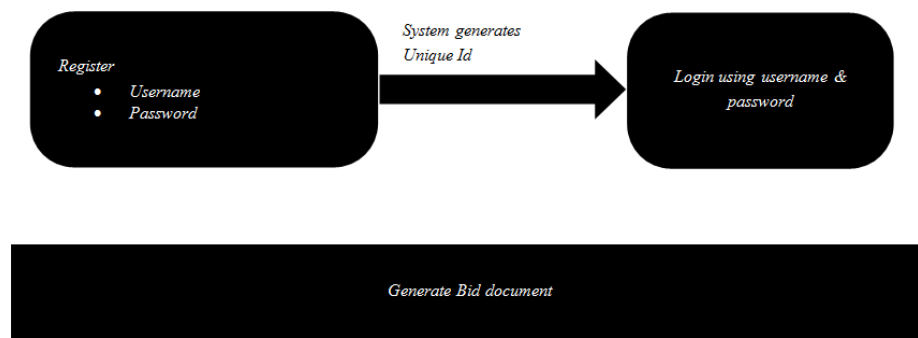 Register
• Username
• Password
System generates
Unique Id
Login using username &
password
Generate Bid document